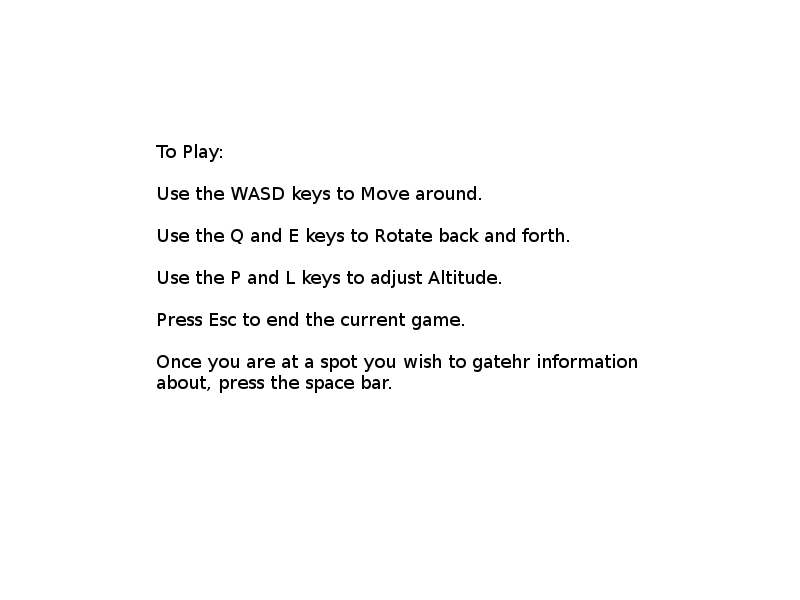 To Play:
Use the WASD keys to Move around.
Use the Q and E keys to Rotate back and forth.
Use the P and L keys to adjust Altitude.
Press Esc to end the current game.
Once you are at a spot you wish to gatehr information
about, press the space bar.